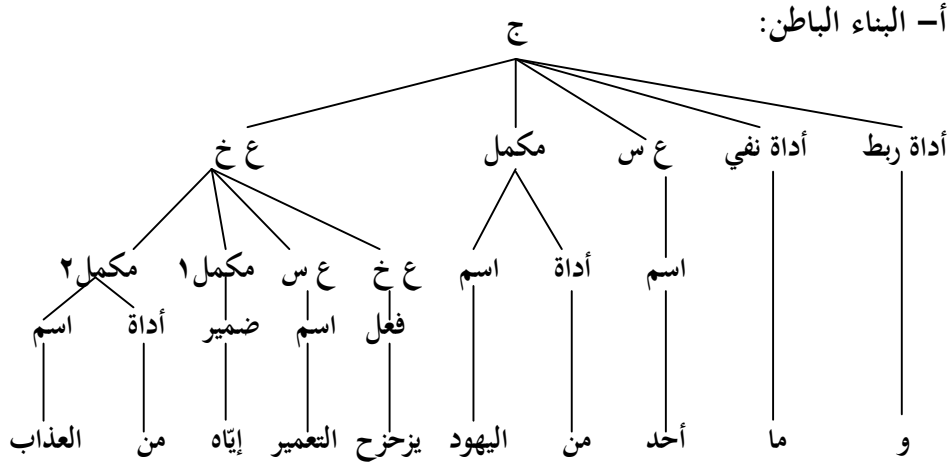 أ– البناء الباطن:
ج
أداة ربط أداة نفي ع س مكمل ع خ
اسم أداة اسم ع خ ع س مكمل١ مكمل٢
فعل اسم ضمير أداة اسم
و ما أحد من اليهود يزحزح التعمير إيّاه من العذاب